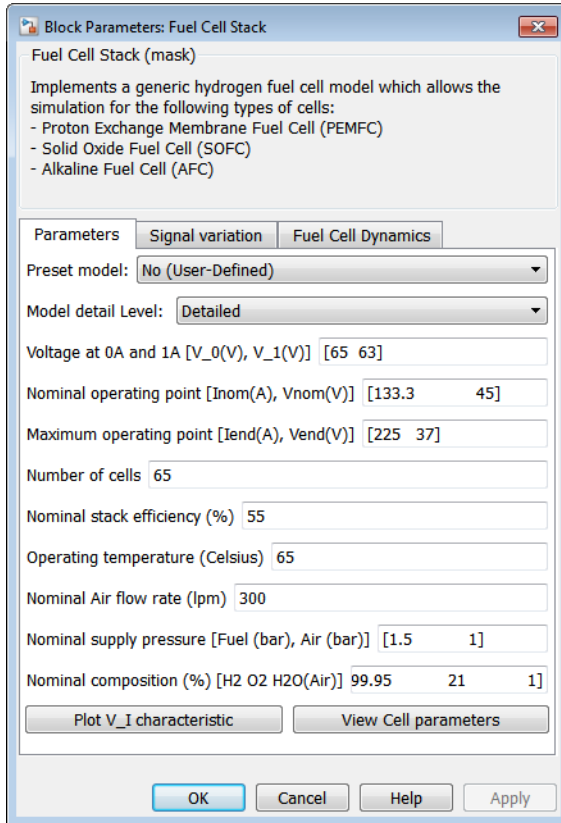 Block Parameters: Fuel Cell Stack
Fuel Cell Stack (mask)
Implements a generic hydrogen fuel cell model which allows the
simulation for the following types of cells:
- Proton Exchange Membrane Fuel Cell (PEMFC)
- Solid Oxide Fuel Cell (SOFC)
- Alkaline Fuel Cell (AFC)
Parameters Signal variation Fuel Cell Dynamics
Preset model: No (User-Defined)
Model detail Level: Detailed
Voltage at 0A and 1A [V_0(V), V_1(V)] [65 63]
Nominal operating point [Inom(A), Vnom(V)] [133.3 45]
Maximum operating point [Iend(A), Vend(V)] [225 37]
Number of cells 65
Nominal stack efficiency (%) 55
Operating temperature (Celsius) 65
Nominal Air flow rate (lpm) 300
Nominal supply pressure [Fuel (bar), Air (bar)] [1.5 1]
Nominal composition (%) [H2 O2 H2O(Air)] 99.95 21 1]
Plot V_I characteristic View Cell parameters
OK Cancel Help Apply